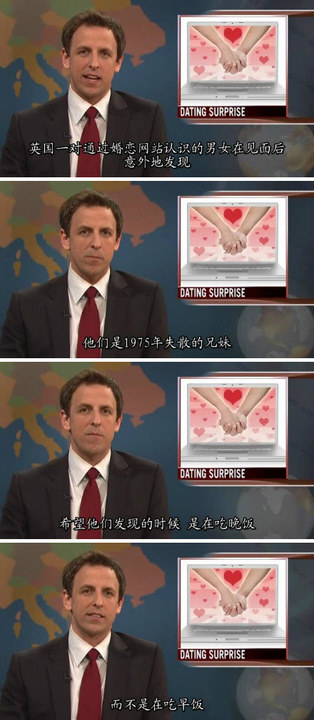 DATING SURPRISE
英国一对通过婚恋网站认识的男女在见面后
意外地发现
DATING SURPRISE
他们是1975年失散的兄妹
DATING SURPRISE
希望他们发现的时候 是在吃晚饭
DATING SURPRISE
而不是在吃早饭